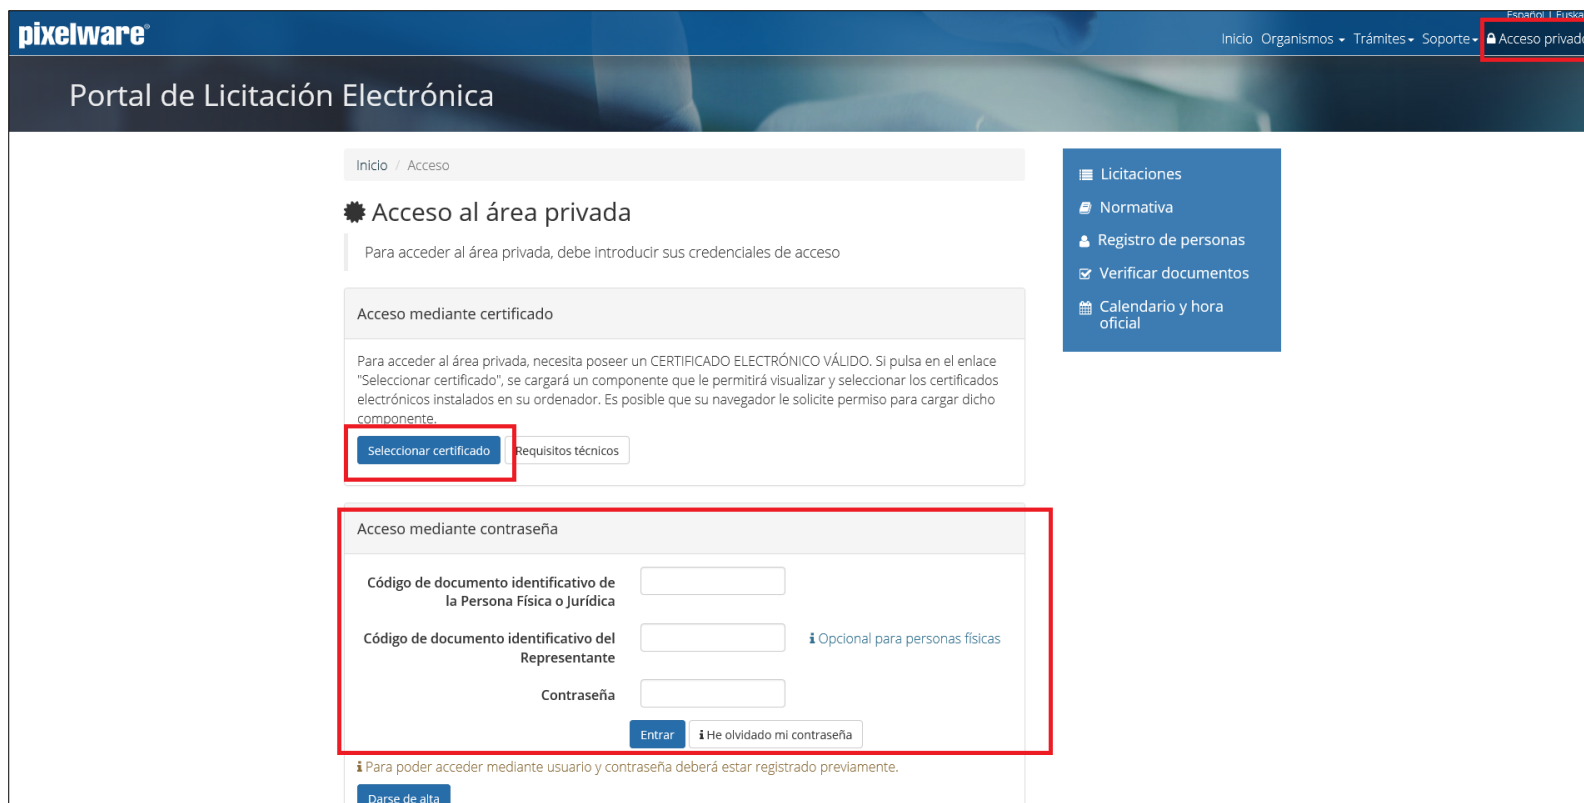 pixelware®
Español | Euska
Inicio Organismos Trámites Soporte Acceso privado
Portal de Licitación Electrónica
Inicio / Acceso
Acceso al área privada
Para acceder al área privada, debe introducir sus credenciales de acceso
Acceso mediante certificado
Para acceder al área privada, necesita poseer un CERTIFICADO ELECTRÓNICO VÁLIDO. Si pulsa en el enlace
"Seleccionar certificado", se cargará un componente que le permitirá visualizar y seleccionar los certificados
electrónicos instalados en su ordenador. Es posible que su navegador le solicite permiso para cargar dicho
componente.
Seleccionar certificado Requisitos técnicos
Acceso mediante contraseña
Código de documento identificativo de
la Persona Física o Jurídica
Código de documento identificativo del
Representante
Opcional para personas físicas
Contraseña
Entrar He olvidado mi contraseña
Para poder acceder mediante usuario y contraseña deberá estar registrado previamente.
Darse de alta
Licitaciones
Normativa
Registro de personas
Verificar documentos
Calendario y hora
oficial